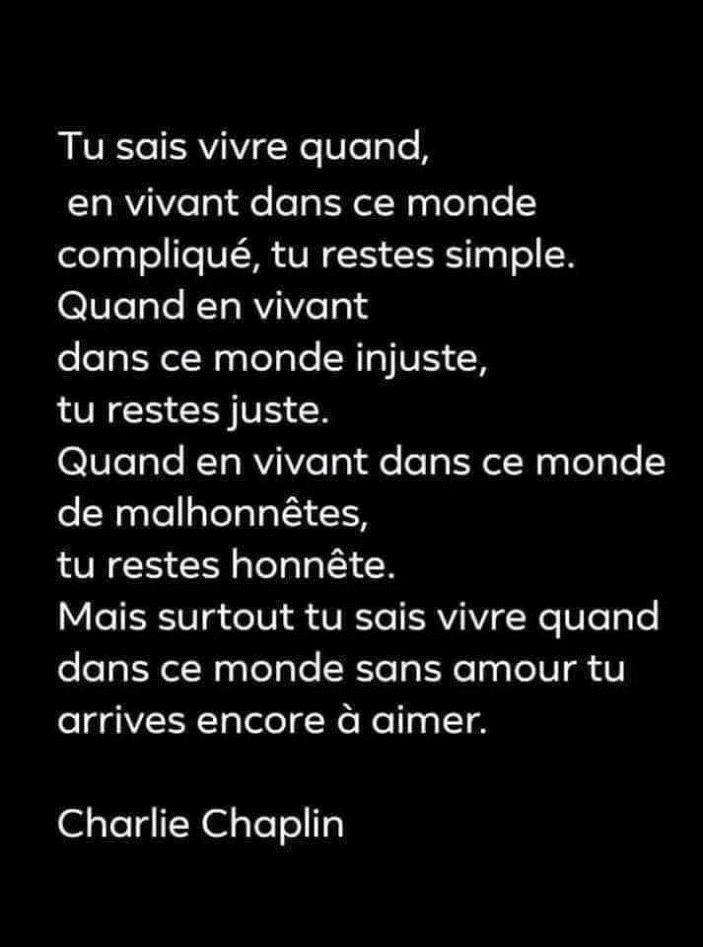 Tu sais vivre quand,
en vivant dans ce monde
compliqué, tu restes simple.
Quand en vivant
dans ce monde injuste,
tu restes juste.
Quand en vivant dans ce monde
de malhonnêtes,
tu restes honnête.
Mais surtout tu sais vivre quand
dans ce monde sans amour tu
arrives encore à aimer.
Charlie Chaplin